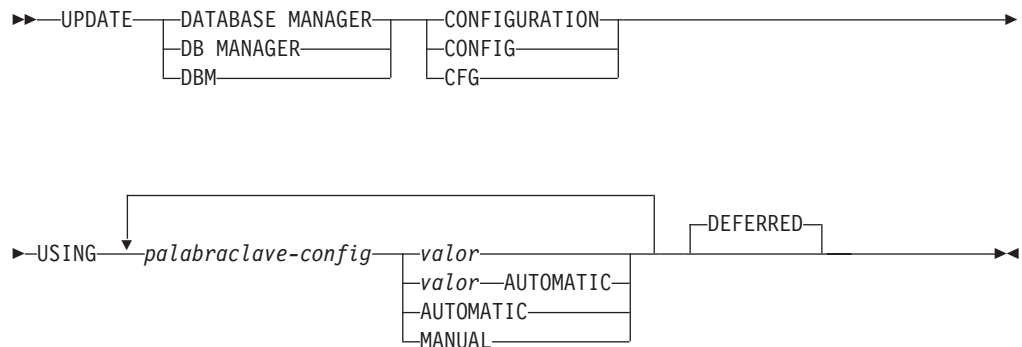 UPDATE DATABASE MANAGER CONFIGURATION
DB MANAGER CONFIG
DBM CFG
DEFERRED
USING palabraclave-config valor
valor AUTOMATIC
AUTOMATIC
MANUAL